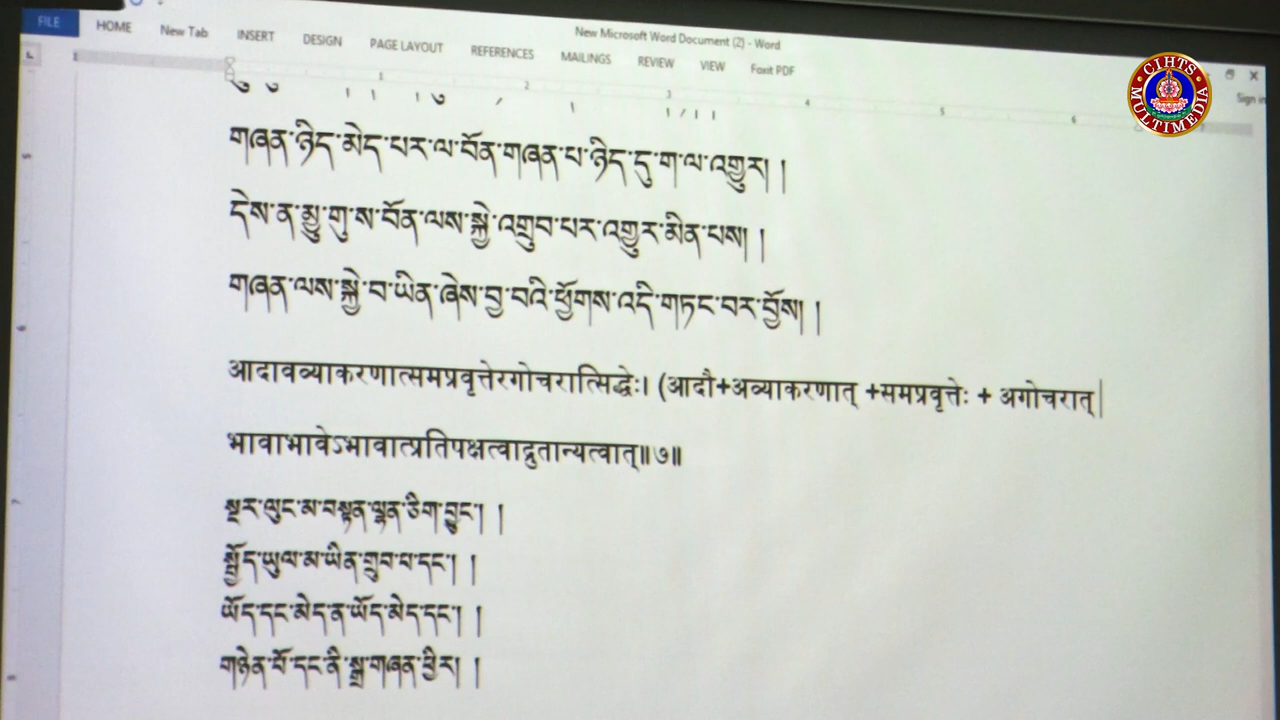 FILE HOME New Tab INSERT DESIGN PAGE LAYOUT REFERENCES MAILINGS REVIEW VIEW Foxit PDF
New Microsoft Word Document (2) - Word
Sign in
CIHTS MULTIMEDIA
གཞན་ཉིད་མེད་པར་ལ་བོན་གཞན་པ་ཉིད་དུ་ག་ལ་འགྱུར། །
དེས་ན་མྱུ་གུ་ས་བོན་ལས་སྐྱེ་འགྲུབ་པར་འགྱུར་མིན་པས། །
གཞན་ལས་སྐྱེ་བ་ཡིན་ཞེས་བྱ་བའི་ཕྱོགས་འདི་གཏང་བར་བྱོས། །
आदावव्याकरणात्समप्रवृत्तेरगोचरात्सिद्धेः। (आदौ+अव्याकरणात् +समप्रवृत्तेः + अगोचरात्
भावाभावेऽभावात्प्रतिपक्षत्वाद्रुतान्यत्वात्॥७॥
སྔར་ལུང་མ་བསྟན་ལྷན་ཅིག་བྱུང་། །
སྤྱོད་ཡུལ་མ་ཡིན་གྲུབ་པ་དང་། །
ཡོད་དང་མེད་ན་ཡོད་མེད་དང་། །
གཉེན་པོ་དང་ནི་སྒྲ་གཞན་ཕྱིར། །